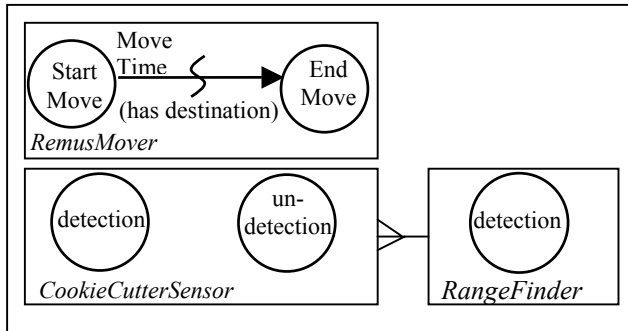 Move
Time
Start
Move
End
Move
(has destination)
RemusMover
detection
un-
detection
CookieCutterSensor
detection
RangeFinder